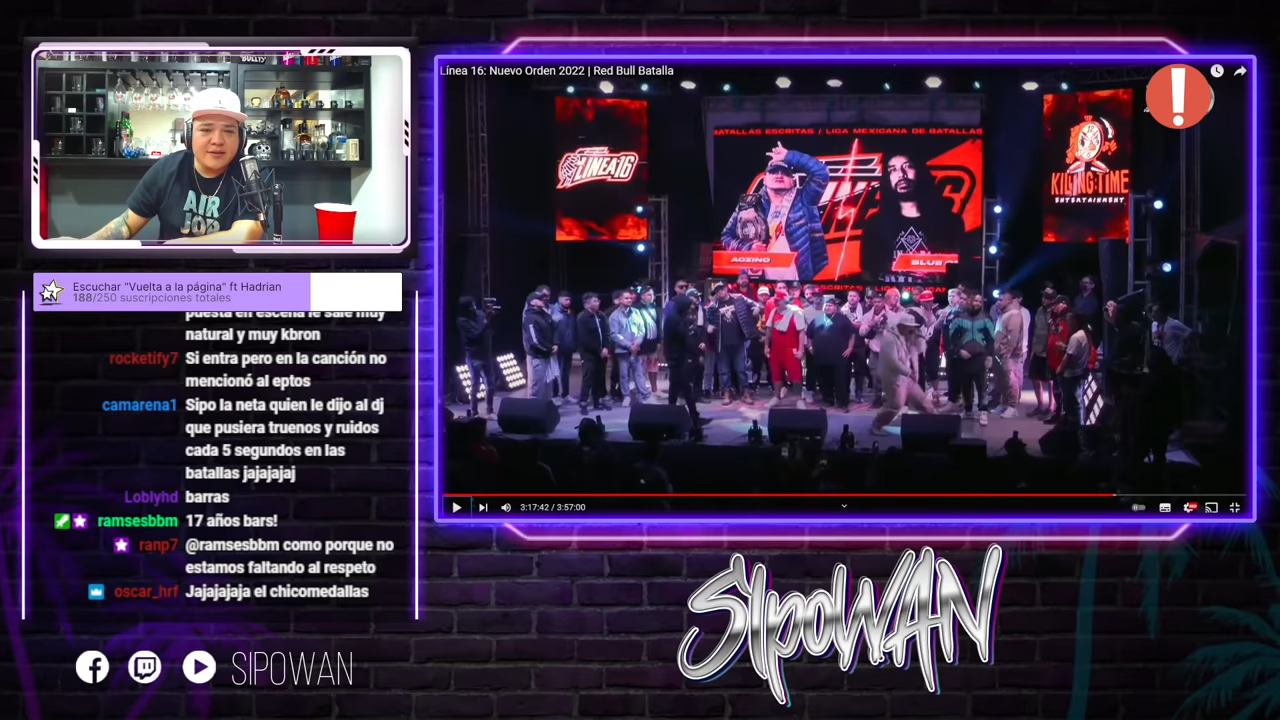 BULLY
AIR
JOD
Escuchar "Vuelta a la página" ft Hadrian
188/250 suscripciones totales
puesta en escena le sale muy
natural y muy kbron
rocketify7 Si entra pero en la canción no
mencionó al eptos
camarena1 Sipo la neta quien le dijo al dj
que pusiera truenos y ruidos
cada 5 segundos en las
batallas jajajajaj
Loblyhd barras
ramsesbbm 17 años bars!
ranp7 @ramsesbbm como porque no
estamos faltando al respeto
oscar_hrf Jajajajaja el chicomedallas
SIPOWAN
Línea 16: Nuevo Orden 2022 | Red Bull Batalla
!
BATALLAS ESCRITAS / LIGA MEXICANA DE BATALLAS
LINEA16
KILLING TIME
ENTERTAINMENT
AOZINO
BLUE
3:17:42 / 3:57:00
SIPOWAN